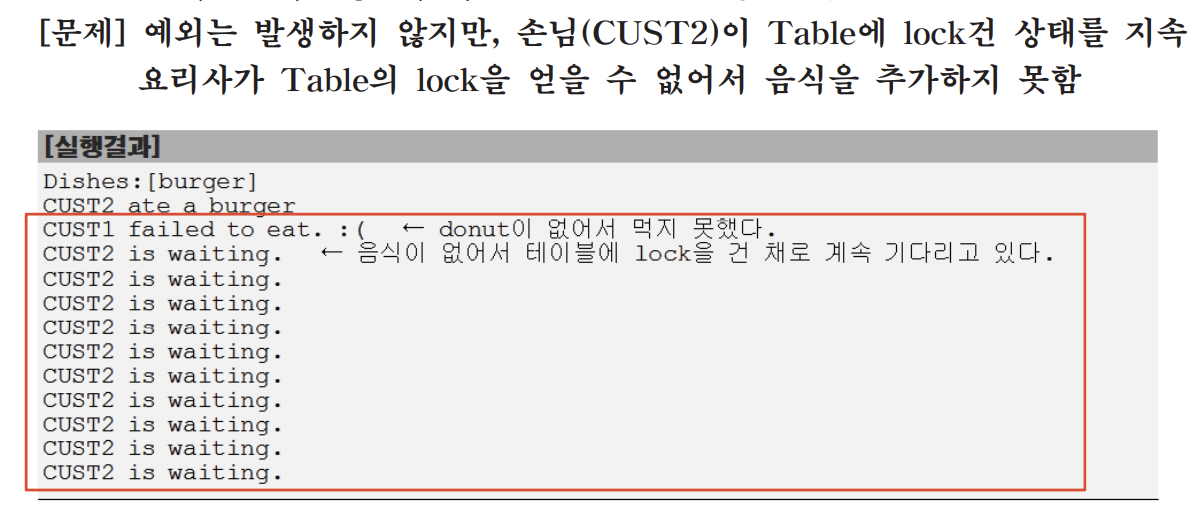 [문제] 예외는 발생하지 않지만, 손님(CUST2)이 Table에 lock건 상태를 지속
요리사가 Table의 lock을 얻을 수 없어서 음식을 추가하지 못함
[실행결과]
Dishes:[burger]
CUST2 ate a burger
CUST1 failed to eat. :( ← donut이 없어서 먹지 못했다.
CUST2 is waiting. ← 음식이 없어서 테이블에 lock을 건 채로 계속 기다리고 있다.
CUST2 is waiting.
CUST2 is waiting.
CUST2 is waiting.
CUST2 is waiting.
CUST2 is waiting.
CUST2 is waiting.
CUST2 is waiting.
CUST2 is waiting.
CUST2 is waiting.